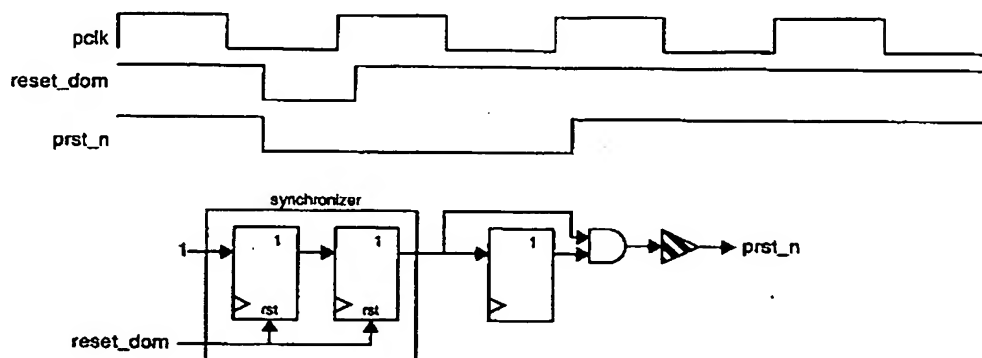 pclk
reset_dom
prst_n
synchronizer
1
1
1
1
prst_n
rst
rst
reset_dom